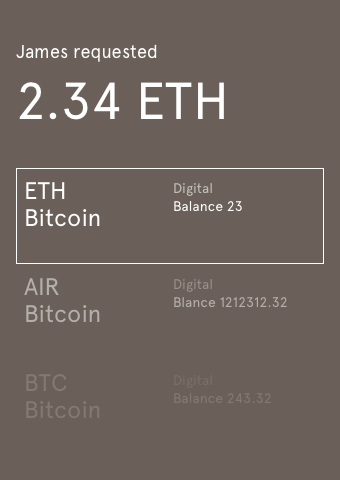 James requested
2.34 ETH
ETH
Bitcoin
Digital
Balance 23
AIR
Bitcoin
Digital
Blance 1212312.32
BTC
Bitcoin
Digital
Balance 243.32